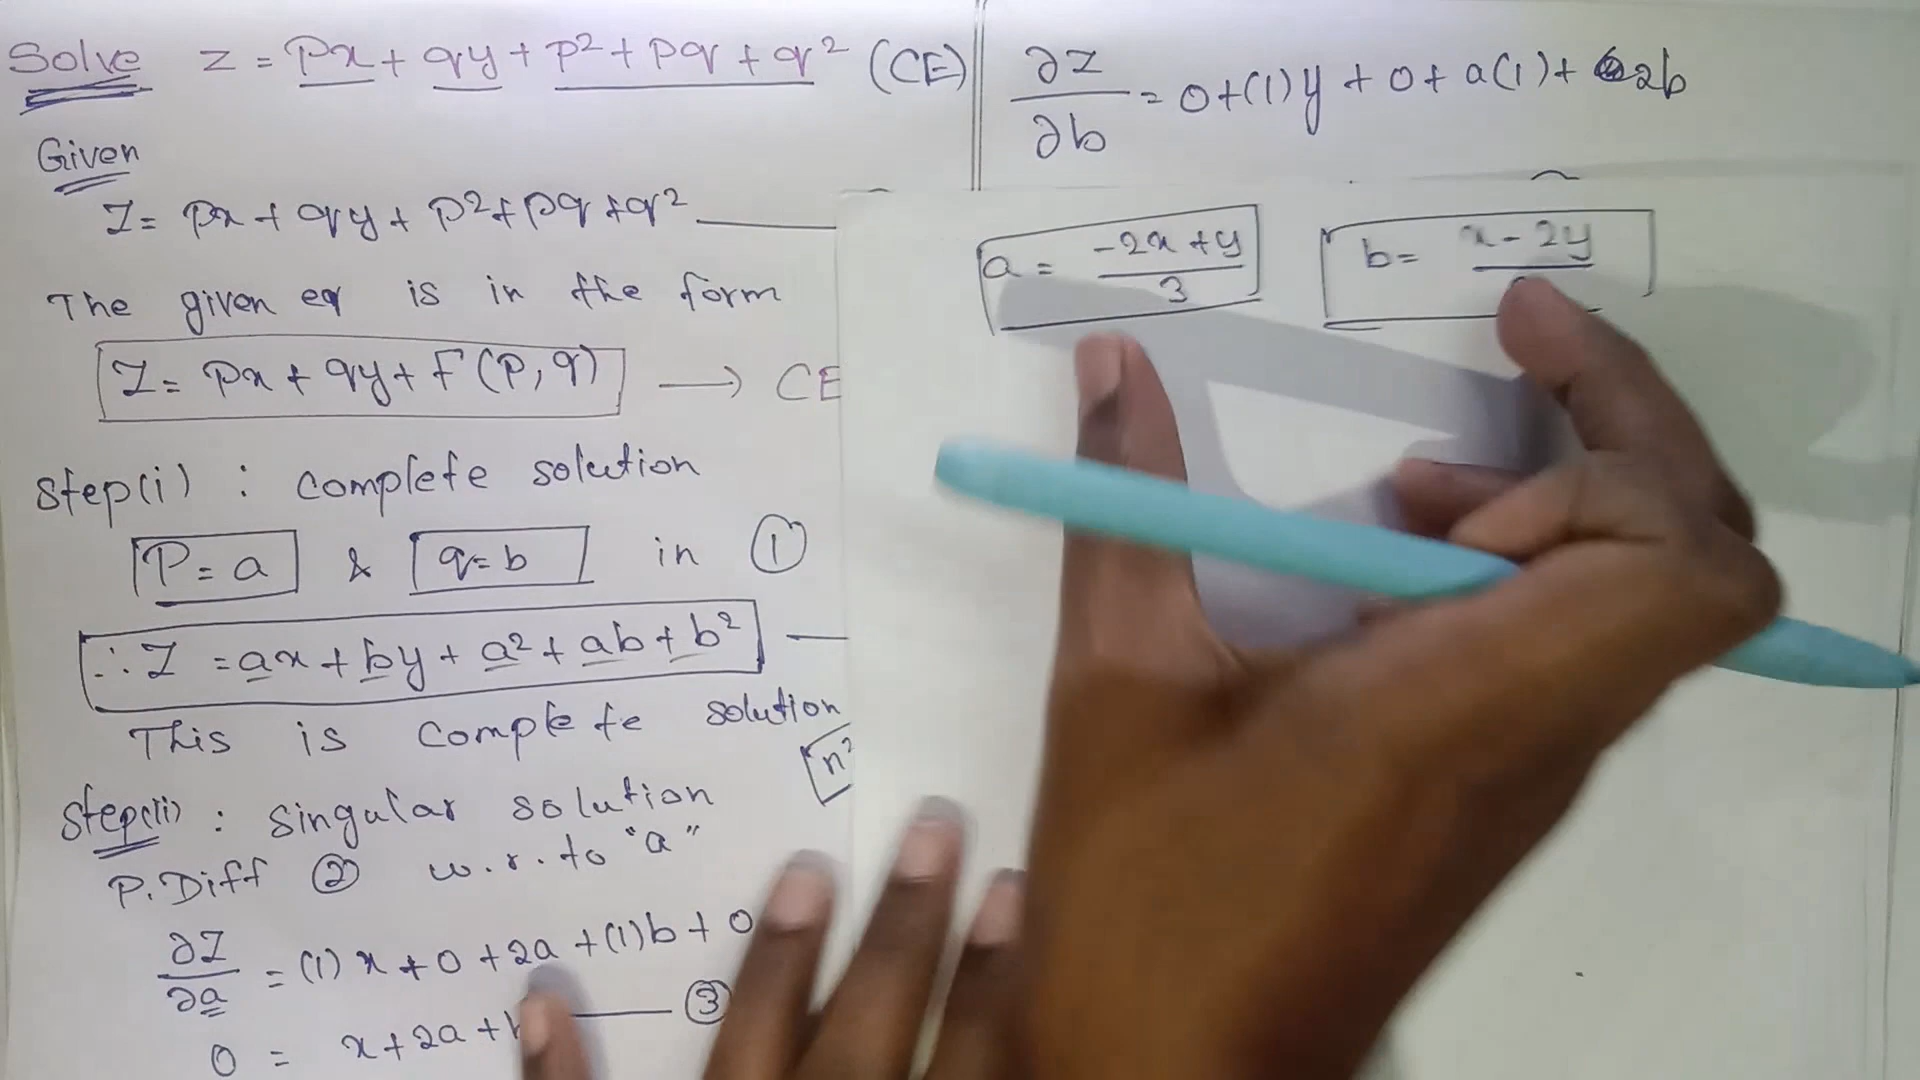 Solve z = px + qy + p² + pq + q² (CE)
Given
Z = px + qy + p² + pq + q²
The given eq is in the form
Z = px + qy + F(P, q) → CE
step(i) : complete solution
P = a & q = b in ①
∴ Z = ax + by + a² + ab + b²
This is complete solution
n²
step(ii) : singular solution
P. Diff ② w.r.to "a"
∂Z/∂a = (1) x + 0 + 2a + (1)b + 0
0 = x + 2a + ③
∂Z/∂b = 0 + (1)y + 0 + a(1) + 2b
a = -2x + y / 3
b = x - 2y